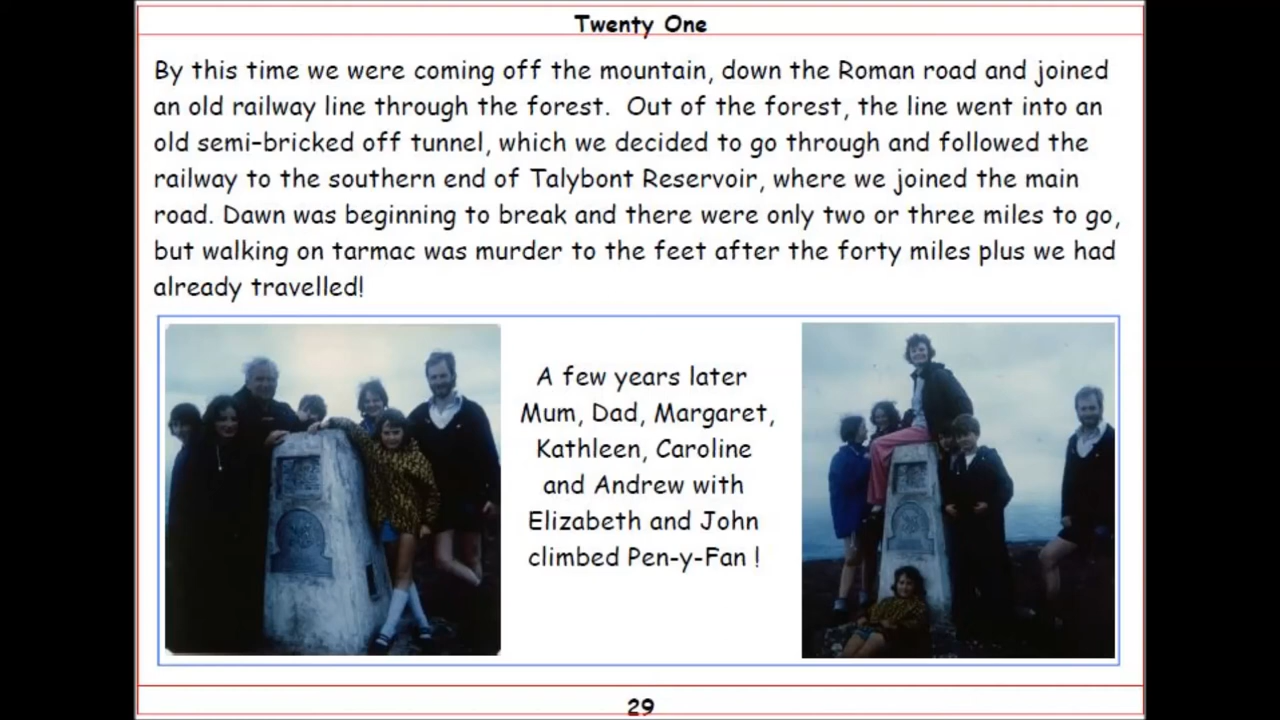 Twenty One
By this time we were coming off the mountain, down the Roman road and joined
an old railway line through the forest.  Out of the forest, the line went into an
old semi-bricked off tunnel, which we decided to go through and followed the
railway to the southern end of Talybont Reservoir, where we joined the main
road. Dawn was beginning to break and there were only two or three miles to go,
but walking on tarmac was murder to the feet after the forty miles plus we had
already travelled!
A few years later
Mum, Dad, Margaret,
Kathleen, Caroline
and Andrew with
Elizabeth and John
climbed Pen-y-Fan !
29